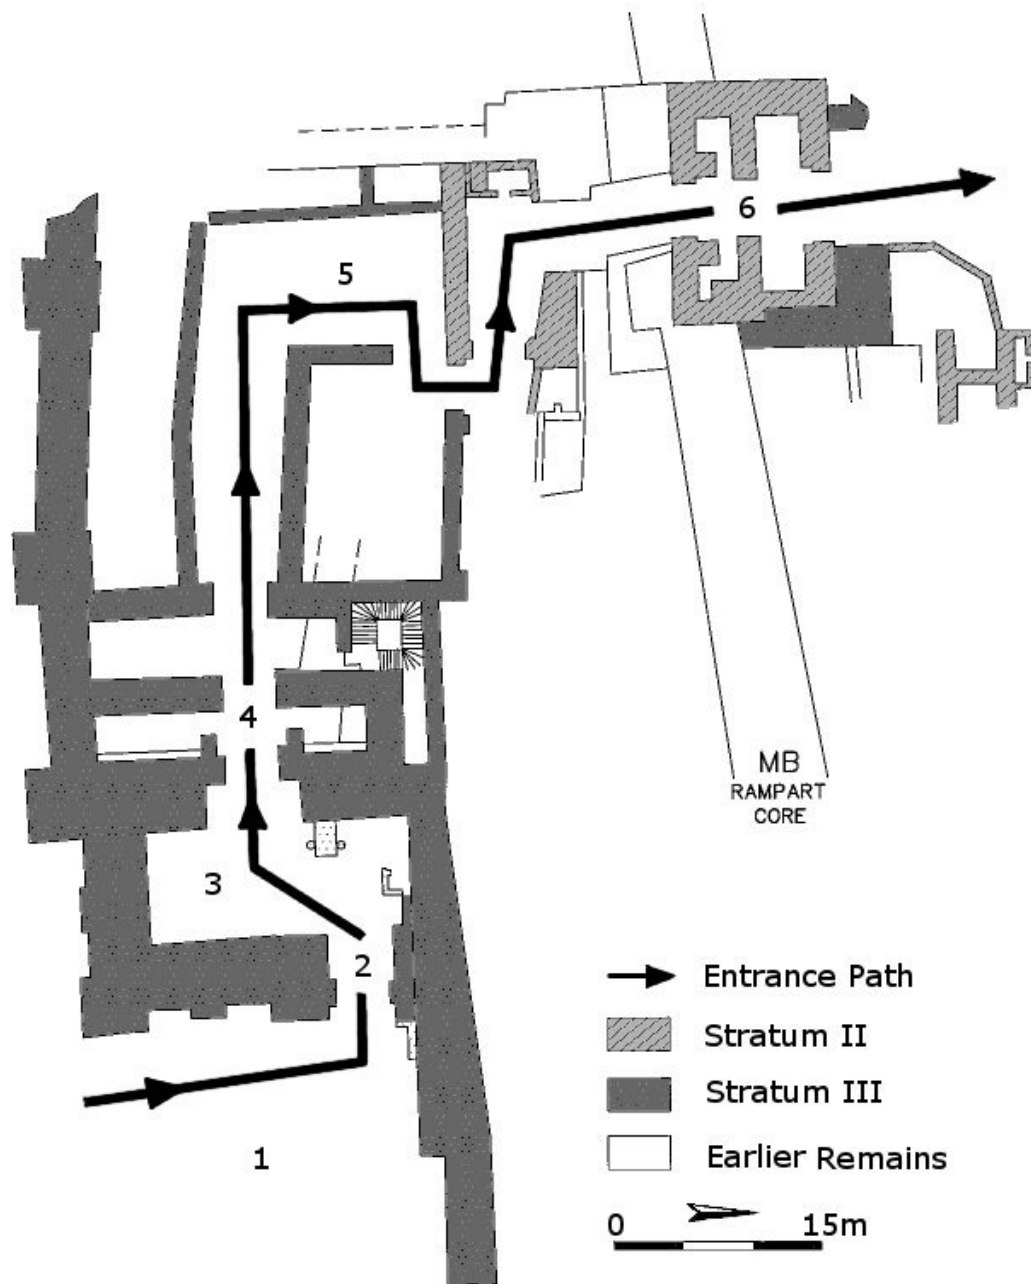 6
5
4
MB
RAMPART
CORE
3
2
1
Entrance Path
Stratum II
Stratum III
Earlier Remains
0 15m